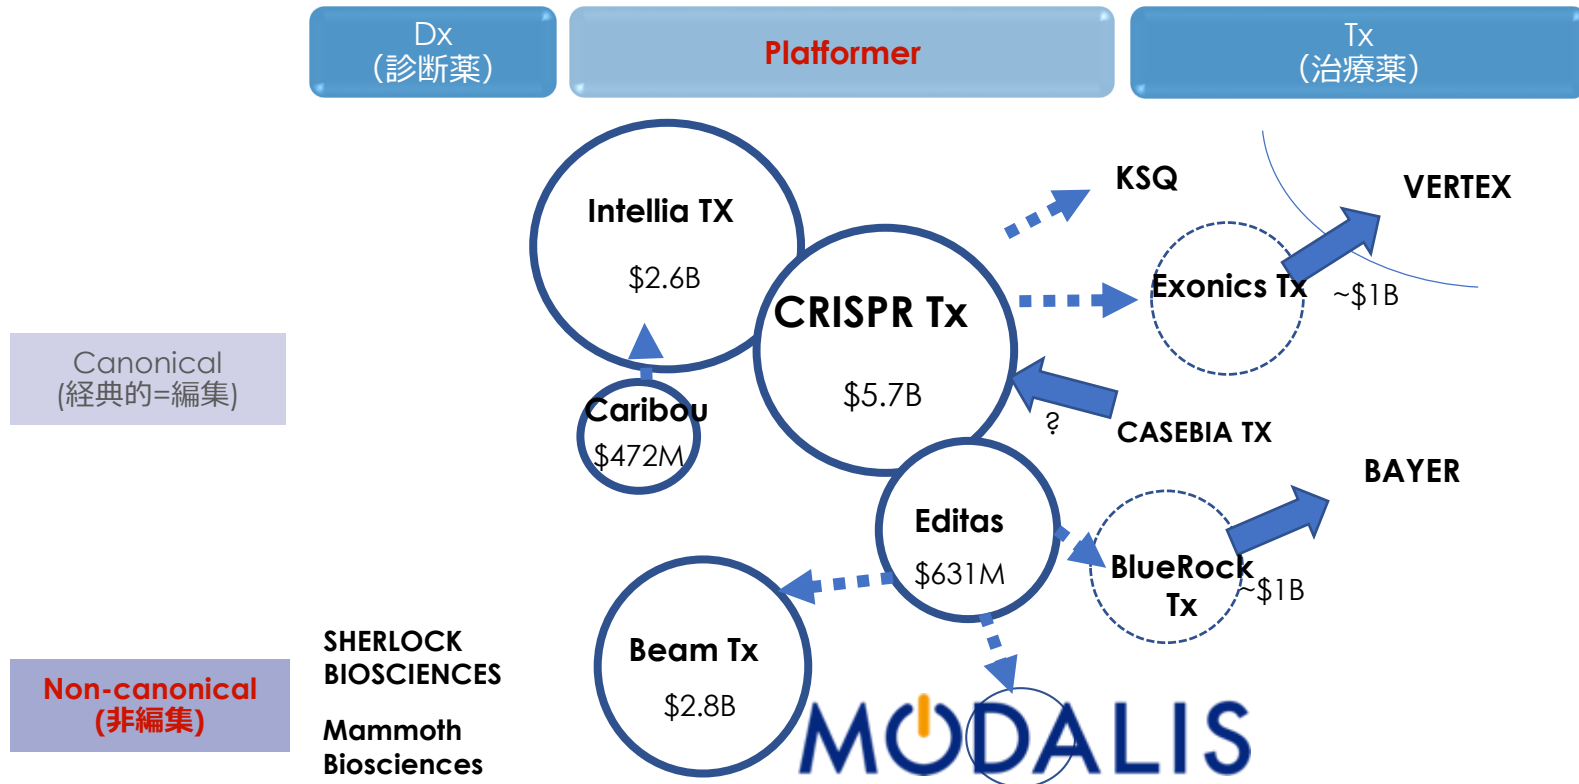 Dx
（診断薬）
Platformer
Tx
（治療薬）
Intellia TX
$2.6B
CRISPR Tx
$5.7B
KSQ
VERTEX
Exonics Tx
~$1B
Canonical
(経典的=編集)
Caribou
$472M
?
CASEBIA TX
BAYER
Editas
$631M
BlueRock
Tx
~$1B
SHERLOCK
BIOSCIENCES
Beam Tx
$2.8B
Non-canonical
(非編集)
Mammoth
Biosciences
MODALIS